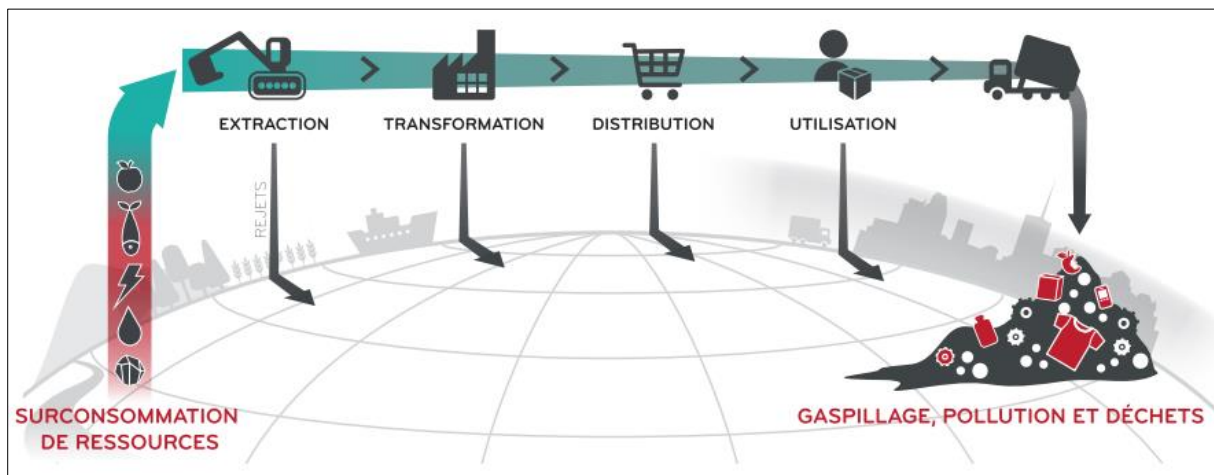 EXTRACTION
TRANSFORMATION
DISTRIBUTION
UTILISATION
REJETS
SURCONSOMMATION
DE RESSOURCES
GASPILLAGE, POLLUTION ET DÉCHETS